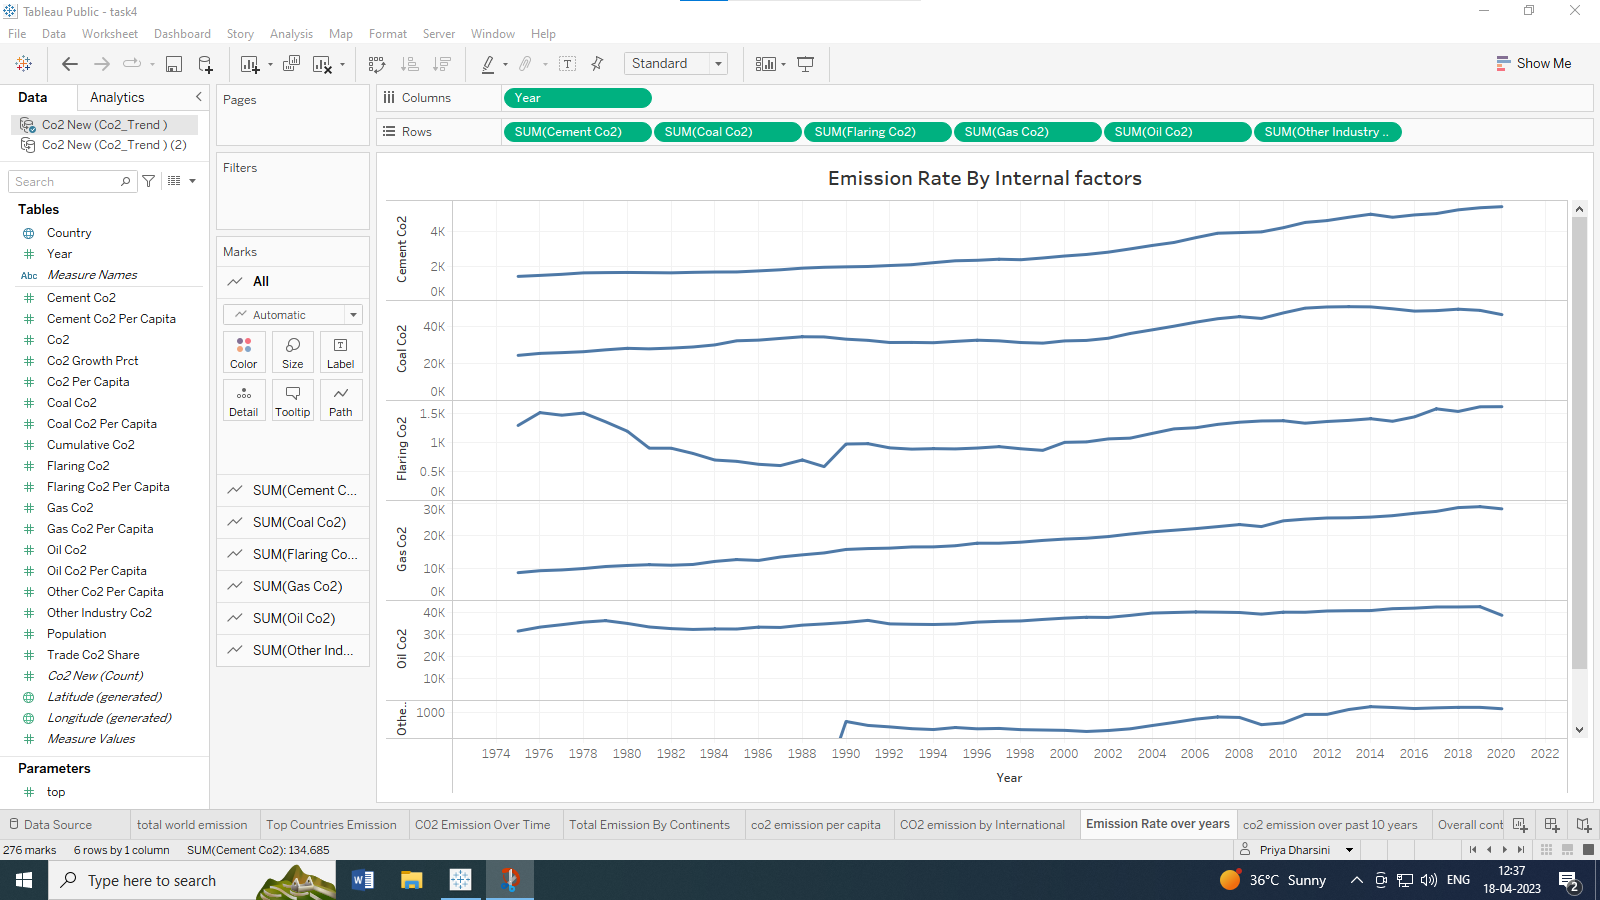 Tableau Public - task4
File Data Worksheet Dashboard Story Analysis Map Format Server Window Help
Standard
Show Me
Data Analytics
Co2 New (Co2_Trend )
Co2 New (Co2_Trend ) (2)
Search
Tables
Country
Year
Abc Measure Names
Cement Co2
Cement Co2 Per Capita
Co2
Co2 Growth Prct
Co2 Per Capita
Coal Co2
Coal Co2 Per Capita
Cumulative Co2
Flaring Co2
Flaring Co2 Per Capita
Gas Co2
Gas Co2 Per Capita
Oil Co2
Oil Co2 Per Capita
Other Co2 Per Capita
Other Industry Co2
Population
Trade Co2 Share
Co2 New (Count)
Latitude (generated)
Longitude (generated)
Measure Values
Parameters
top
Pages
Filters
Marks
All
Automatic
Color Size Label
Detail Tooltip Path
SUM(Cement C...
SUM(Coal Co2)
SUM(Flaring Co...
SUM(Gas Co2)
SUM(Oil Co2)
SUM(Other Ind...
Columns Year
Rows SUM(Cement Co2) SUM(Coal Co2) SUM(Flaring Co2) SUM(Gas Co2) SUM(Oil Co2) SUM(Other Industry ..
Emission Rate By Internal factors
Cement Co2
4K
2K
0K
Coal Co2
40K
20K
0K
Flaring Co2
1.5K
1K
0.5K
0K
Gas Co2
30K
20K
10K
0K
Oil Co2
40K
30K
20K
10K
Othe..
1000
1974 1976 1978 1980 1982 1984 1986 1988 1990 1992 1994 1996 1998 2000 2002 2004 2006 2008 2010 2012 2014 2016 2018 2020 2022
Year
Data Source total world emission Top Countries Emission CO2 Emission Over Time Total Emission By Continents co2 emission per capita CO2 emission by International Emission Rate over years co2 emission over past 10 years Overall cont
276 marks 6 rows by 1 column SUM(Cement Co2): 134,685
Priya Dharsini
Type here to search
36°C Sunny
ENG
12:37
18-04-2023
2